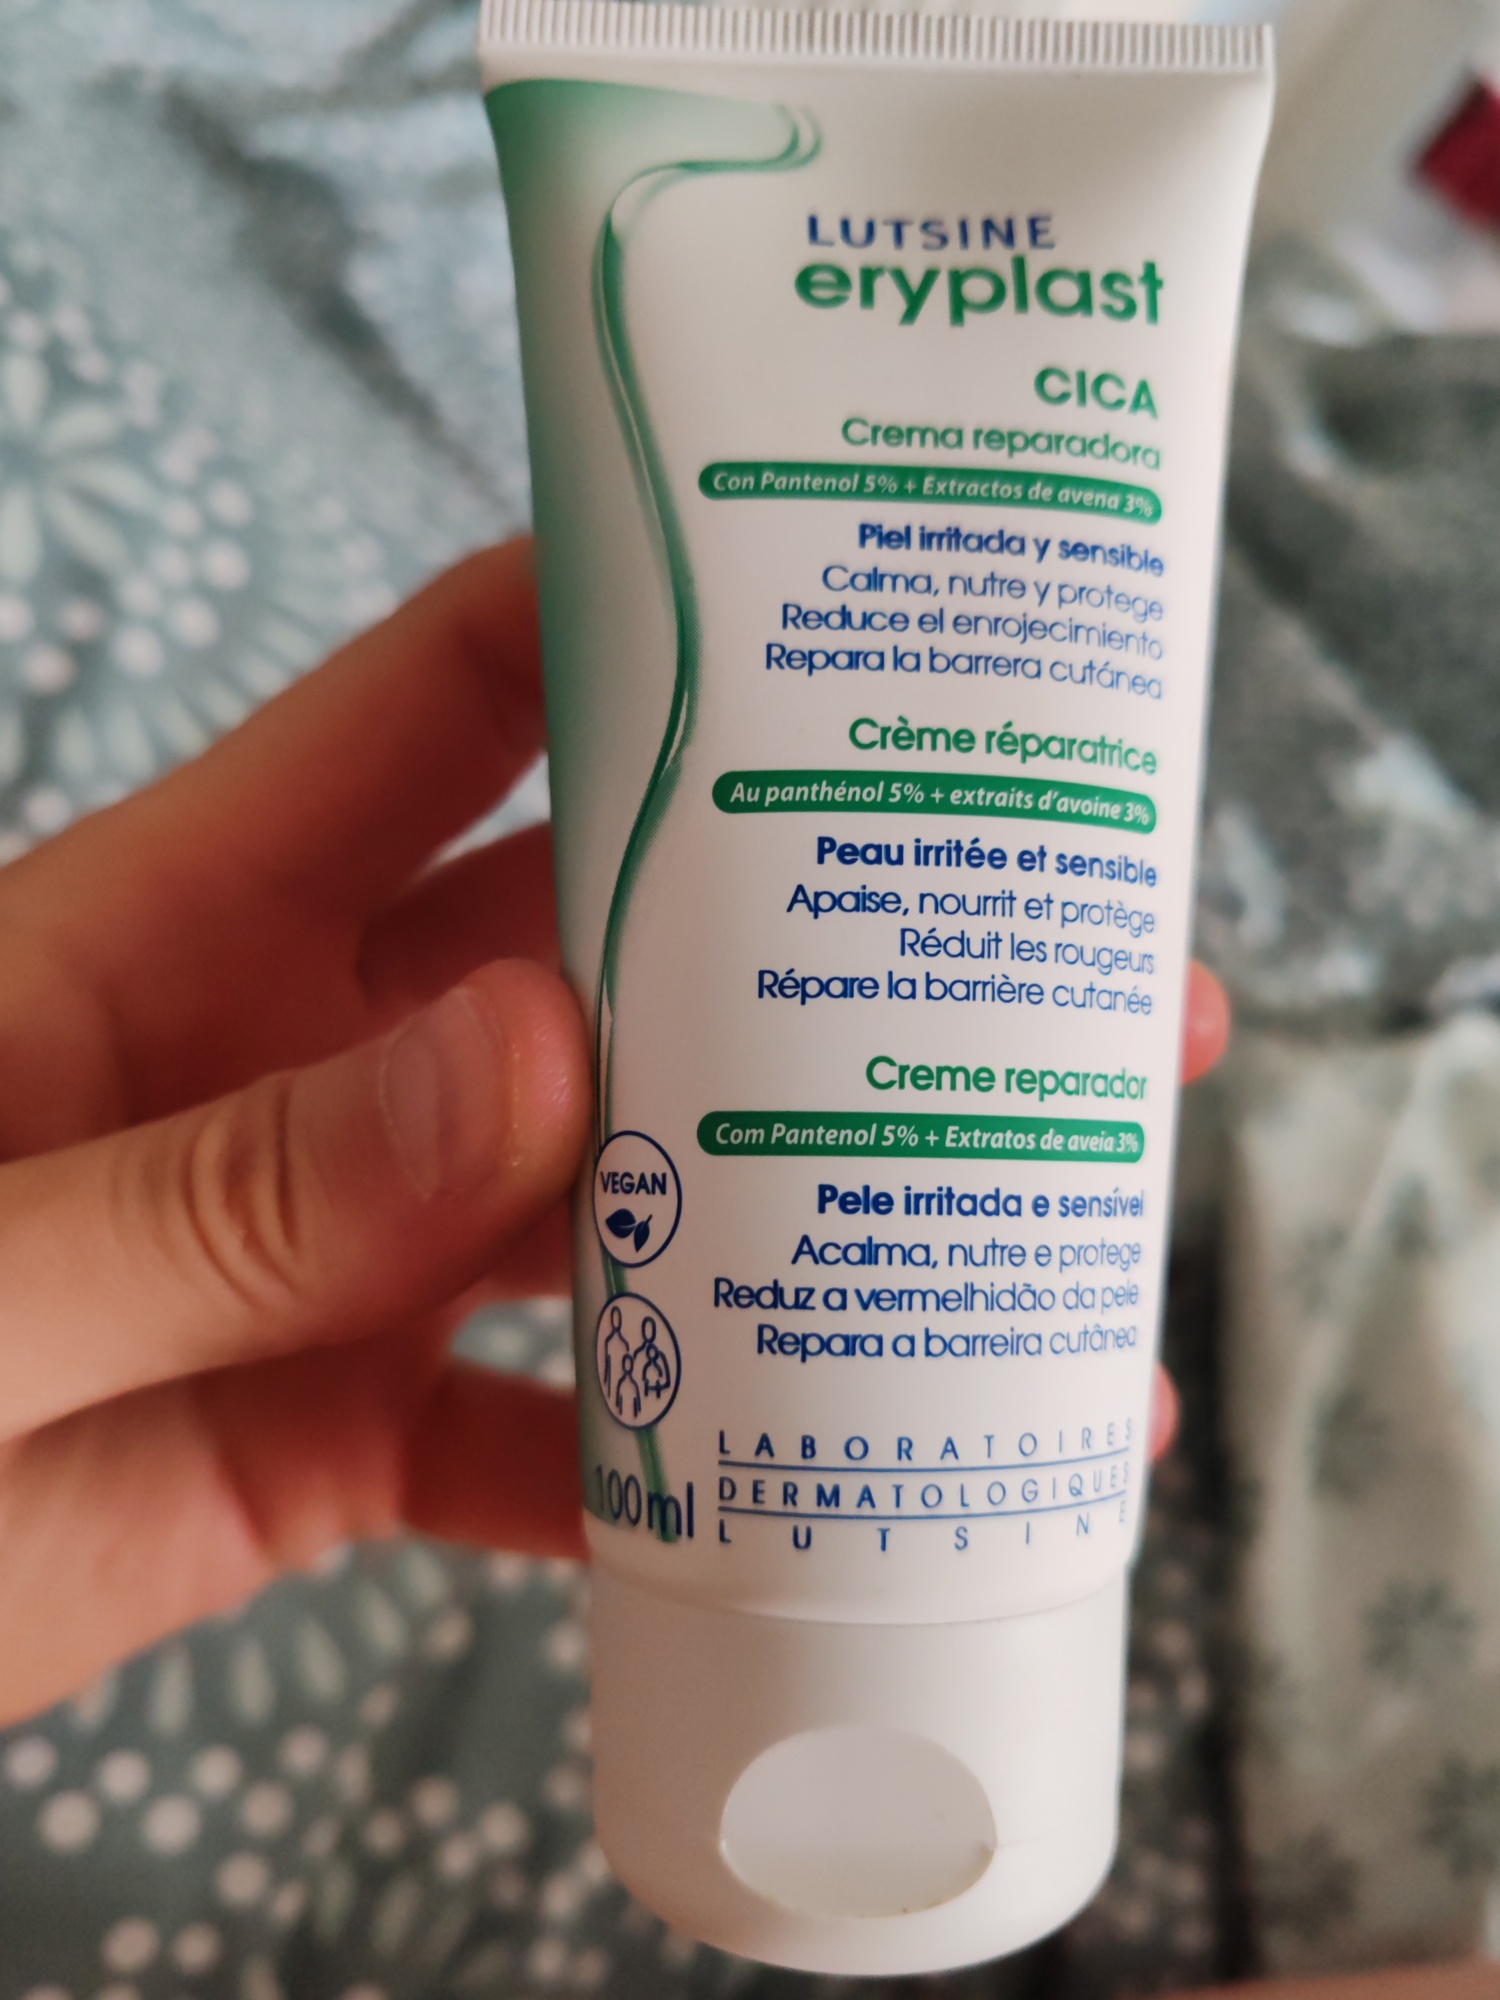 LUTSINE
eryplast
CICA
Crema reparadora
Con Pantenol 5% + Extractos de avena 3%
Piel irritada y sensible
Calma, nutre y protege
Reduce el enrojecimiento
Repara la barrera cutánea
Crème réparatrice
Au panthénol 5% + extraits d'avoine 3%
Peau irritée et sensible
Apaise, nourrit et protège
Réduit les rougeurs
Répare la barrière cutanée
Creme reparador
Com Pantenol 5% + Extratos de aveia 3%
Pele irritada e sensível
Acalma, nutre e protege
Reduz a vermelhidão da pele
Repara a barreira cutânea
VEGAN
100ml
LABORATOIRES
DERMATOLOGIQUES
LUTSINE